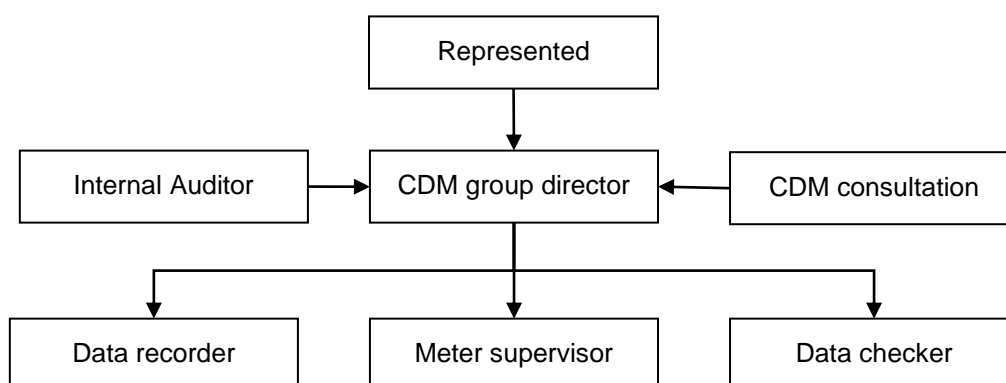 Represented
Internal Auditor
CDM group director
CDM consultation
Data recorder
Meter supervisor
Data checker